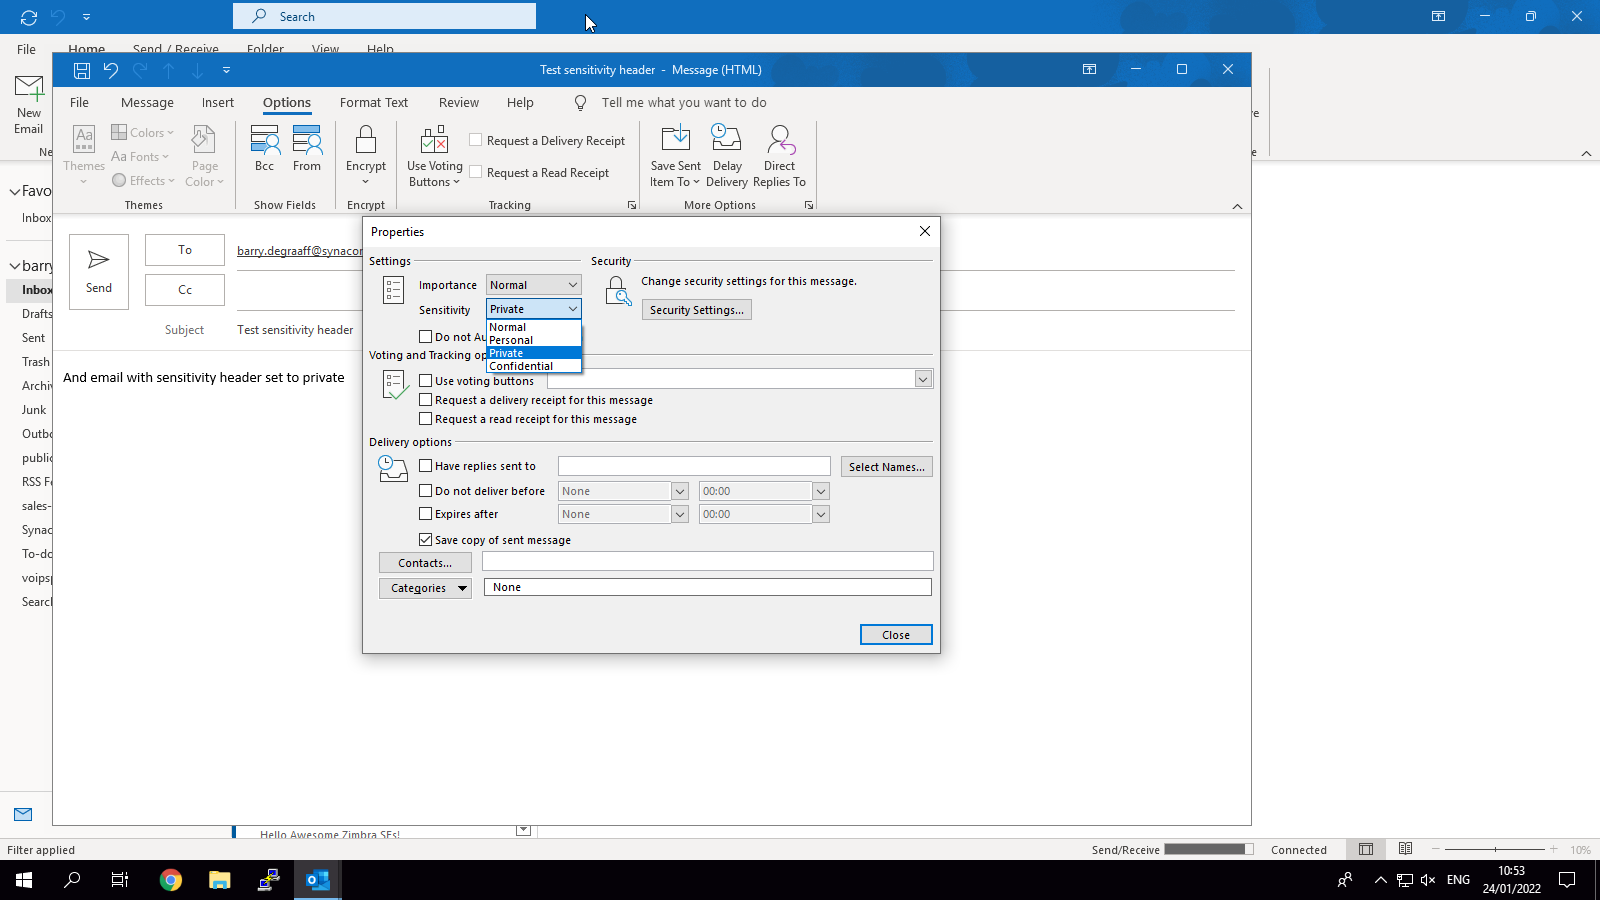 Search
File Home Send / Receive Folder View Help
Test sensitivity header - Message (HTML)
File Message Insert Options Format Text Review Help Tell me what you want to do
New
Email
Themes
Colors
Fonts
Effects
Page
Color
Themes
Bcc
From
Show Fields
Encrypt
Encrypt
Use Voting
Buttons
Request a Delivery Receipt
Request a Read Receipt
Tracking
Save Sent
Item To
Delay
Delivery
Direct
Replies To
More Options
Favo
Inbox
barry
Inbox
Drafts
Sent
Trash
Archi
Junk
Outbo
public
RSS Fe
sales-
Synac
To-do
voipsp
Search
Send
To
barry.degraaff@synacor
Cc
Subject
Test sensitivity header
And email with sensitivity header set to private
Properties
Settings
Importance Normal
Sensitivity Private
Normal
Personal
Private
Confidential
Do not Au
Security
Change security settings for this message.
Security Settings...
Voting and Tracking op
Use voting buttons
Request a delivery receipt for this message
Request a read receipt for this message
Delivery options
Have replies sent to
Select Names...
Do not deliver before None 00:00
Expires after None 00:00
Save copy of sent message
Contacts...
Categories None
Close
Hello Awesome Zimbra SEs!
Filter applied
Send/Receive
Connected
10%
ENG
10:53
24/01/2022